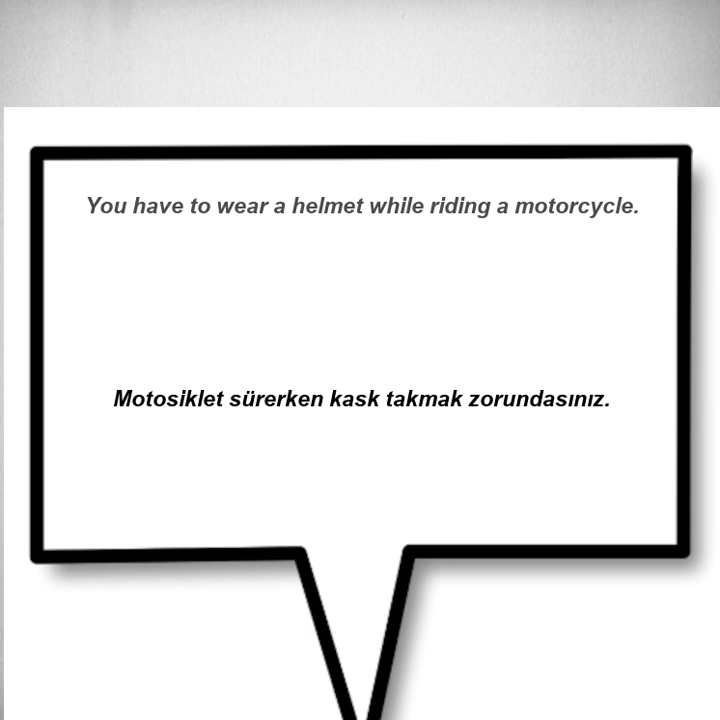 You have to wear a helmet while riding a motorcycle.
Motosiklet sürerken kask takmak zorundasınız.